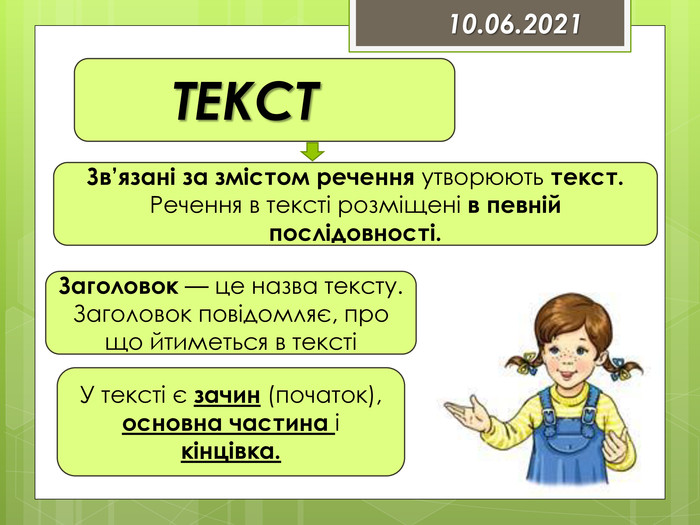 10.06.2021
ТЕКСТ
Зв’язані за змістом речення утворюють текст.
Речення в тексті розміщені в певній
послідовності.
Заголовок — це назва тексту.
Заголовок повідомляє, про
що йтиметься в тексті
У тексті є зачин (початок),
основна частина і
кінцівка.